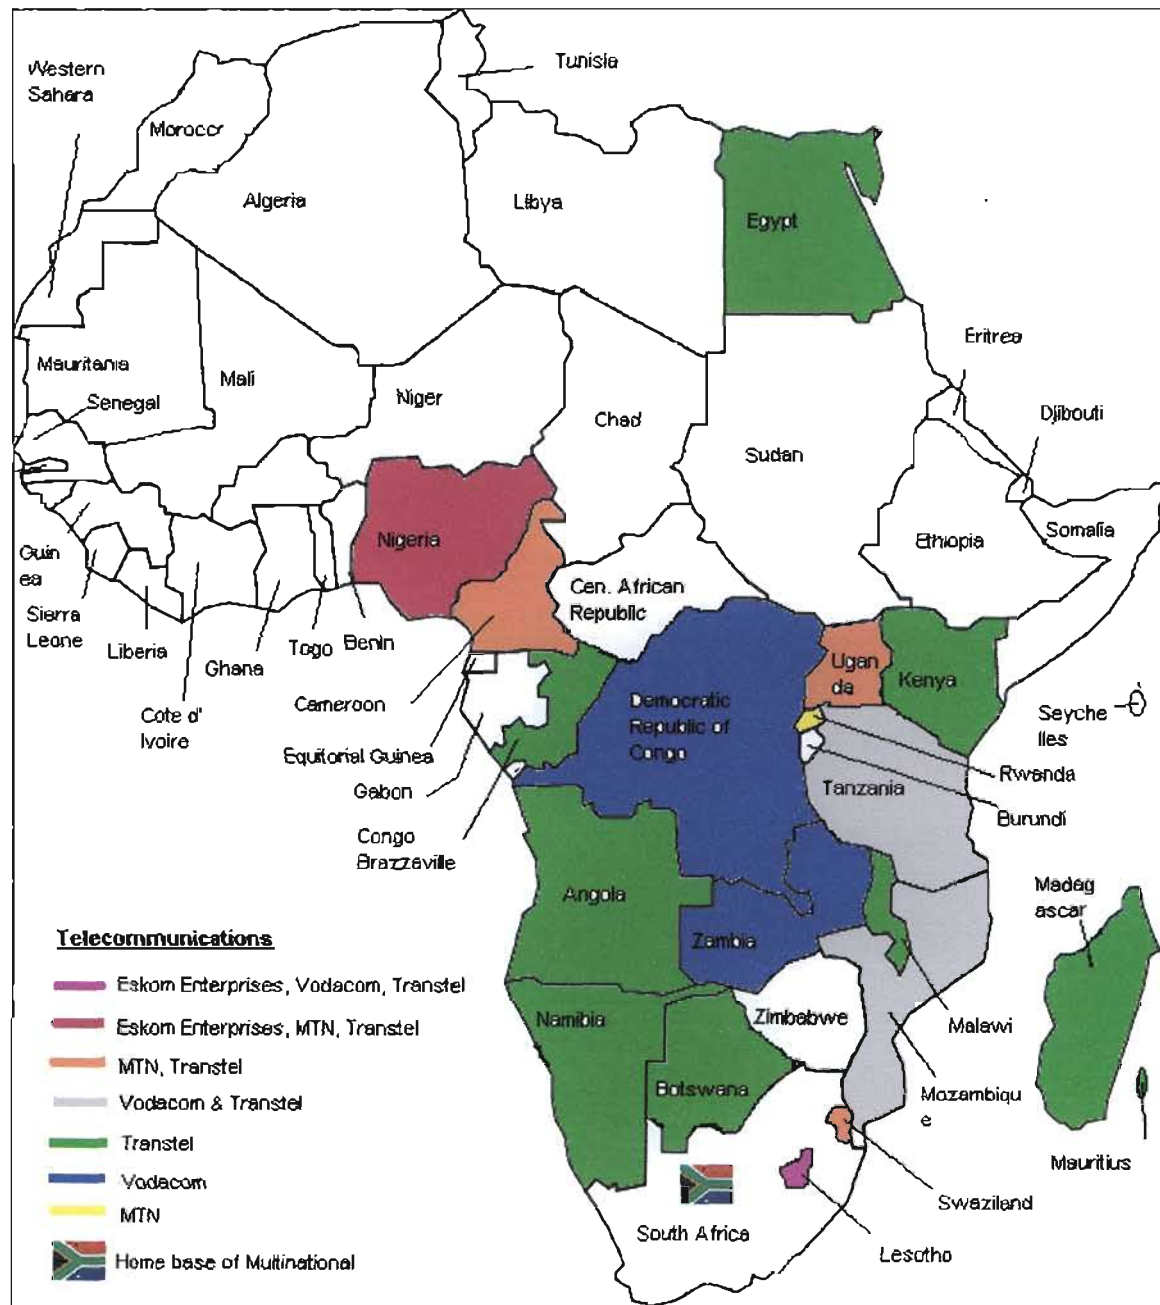 Western
Sahara
Tunisia
Moroccr
Algeria
Libya
Egypt
Mauritania
Mali
Niger
Chad
Sudan
Eritrea
Djibouti
Senegal
Nigeria
Ethiopia
Somalia
Guin
ea
Sierra
Leone
Liberia
Cote d'
Ivoire
Ghana
Togo
Benin
Cen. African
Republic
Cameroon
Equitorial Guinea
Gabon
Congo
Brazzaville
Democratic
Republic of
Congo
Ugan
da
Kenya
Seyche
lles
Rwanda
Burundi
Tanzania
Angola
Zambia
Madag
ascar
Malawi
Namibia
Zimbabwe
Botswana
Mozambiqu
e
Mauritius
Swaziland
South Africa
Lesotho
Telecommunications
Eskom Enterprises, Vodacom, Transtel
Eskom Enterprises, MTN, Transtel
MTN, Transtel
Vodacom & Transtel
Transtel
Vodacom
MTN
Home base of Multinational